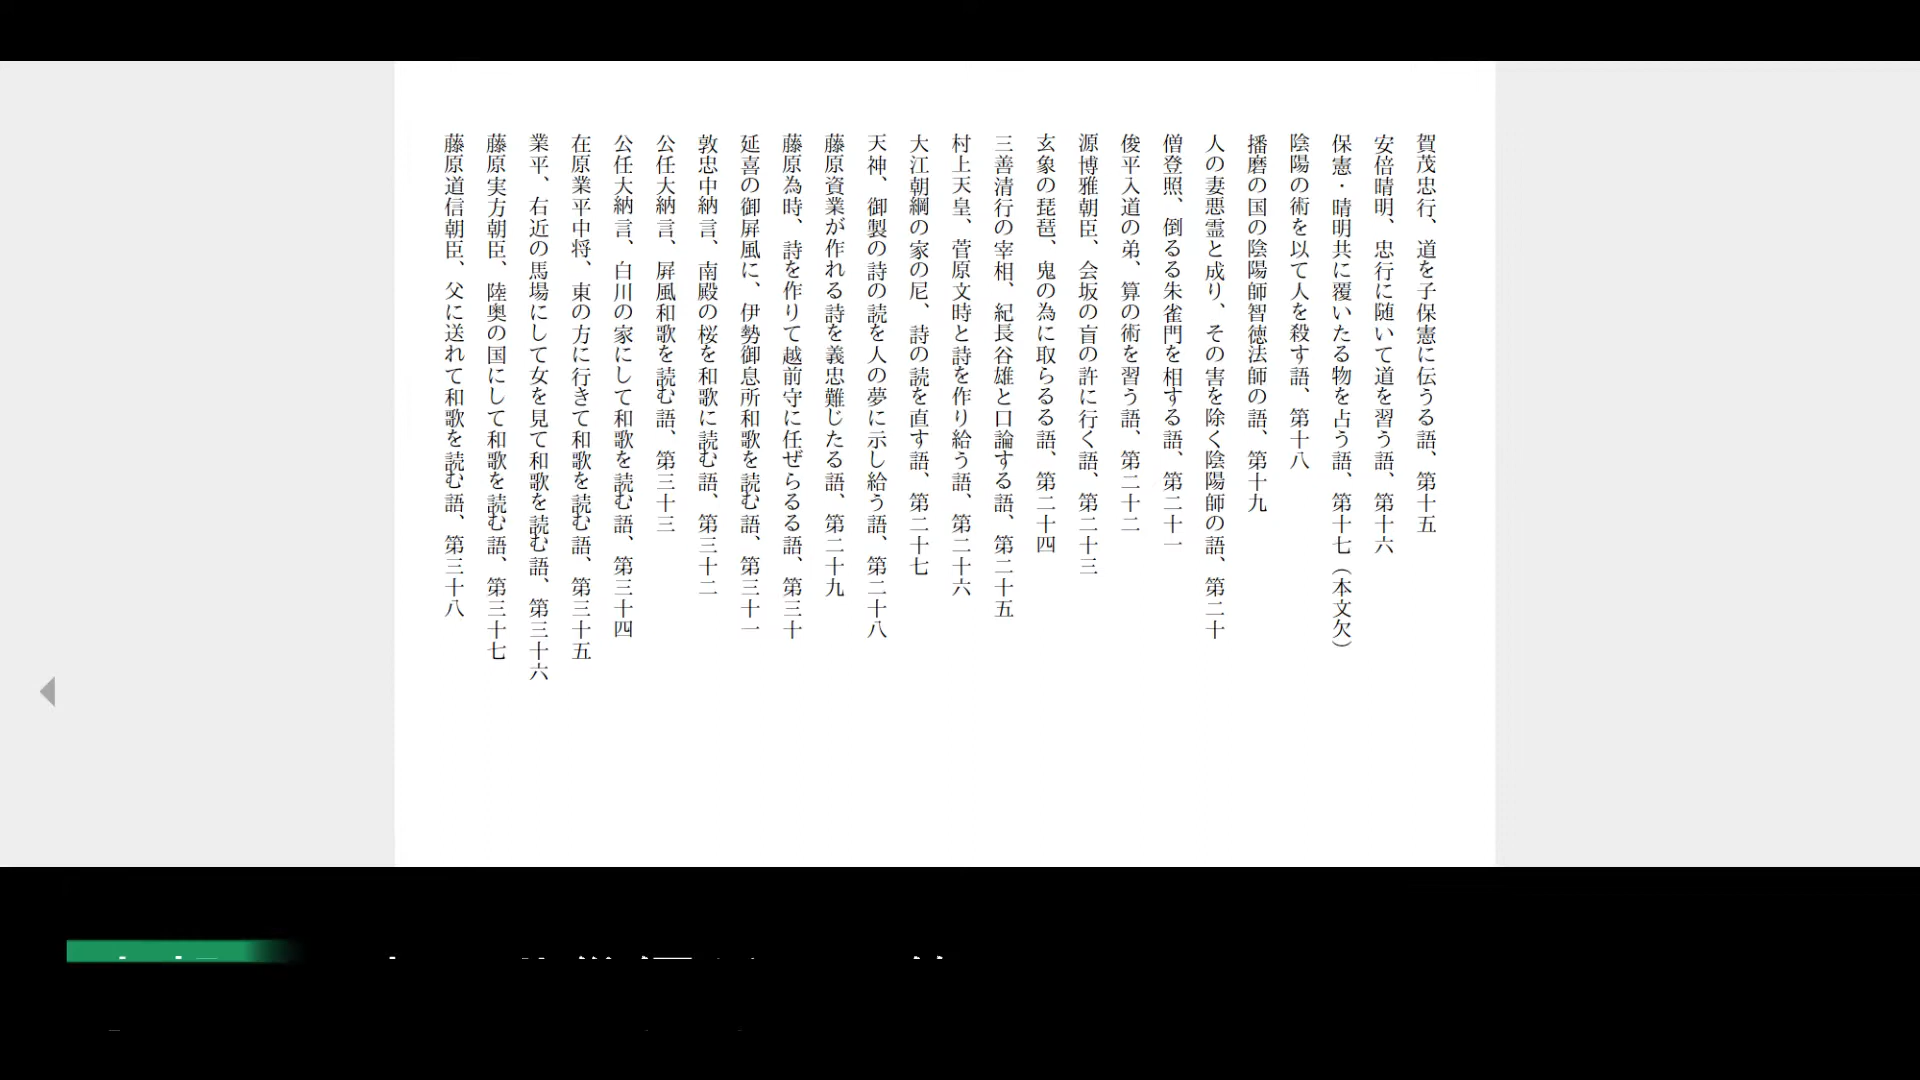 賀茂忠行、道を子保憲に伝うる語、第十五
安倍晴明、忠行に随いて道を習う語、第十六
保憲・晴明共に覆いたる物を占う語、第十七（本文欠）
陰陽の術を以て人を殺す語、第十八
播磨の国の陰陽師智徳法師の語、第十九
人の妻悪霊と成り、その害を除く陰陽師の語、第二十
僧登照、倒るる朱雀門を相する語、第二十一
俊平入道の弟、算の術を習う語、第二十二
源博雅朝臣、会坂の盲の許に行く語、第二十三
玄象の琵琶、鬼の為に取らるる語、第二十四
三善清行の宰相、紀長谷雄と口論する語、第二十五
村上天皇、菅原文時と詩を作り給う語、第二十六
大江朝綱の家の尼、詩の読を直す語、第二十七
天神、御製の詩の読を人の夢に示し給う語、第二十八
藤原資業が作れる詩を義忠難じたる語、第二十九
藤原為時、詩を作りて越前守に任ぜらるる語、第三十
延喜の御屏風に、伊勢御息所和歌を読む語、第三十一
敦忠中納言、南殿の桜を和歌に読む語、第三十二
公任大納言、屏風和歌を読む語、第三十三
公任大納言、白川の家にして和歌を読む語、第三十四
在原業平中将、東の方に行きて和歌を読む語、第三十五
業平、右近の馬場にして女を見て和歌を読む語、第三十六
藤原実方朝臣、陸奥の国にして和歌を読む語、第三十七
藤原道信朝臣、父に送れて和歌を読む語、第三十八